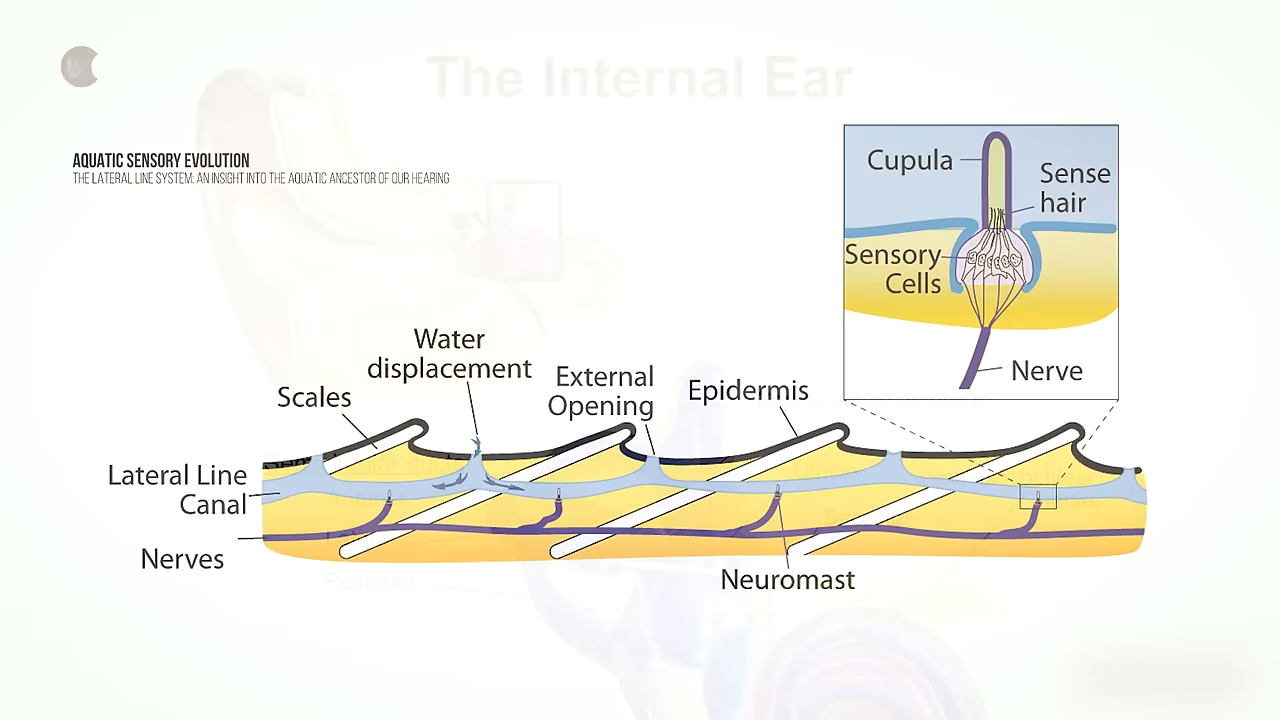 The Internal Ear
AQUATIC SENSORY EVOLUTION
THE LATERAL LINE SYSTEM: AN INSIGHT INTO THE AQUATIC ANCESTOR OF OUR HEARING
Cupula
Sense
hair
Sensory
Cells
Nerve
Water
displacement
External
Opening
Epidermis
Scales
Lateral Line
Canal
Nerves
Neuromast
Posterior